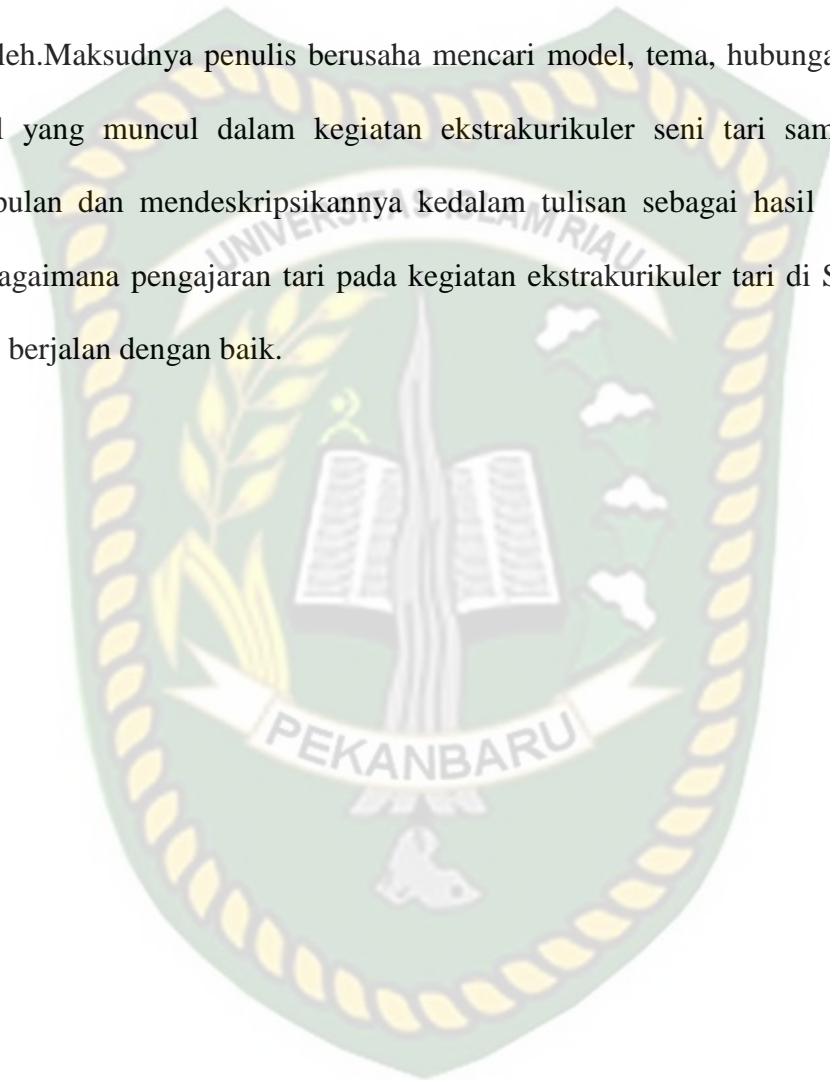 leh.Maksudnya penulis berusaha mencari model, tema, hubunga
yang muncul dalam kegiatan ekstrakurikuler seni tari sam
bulan dan mendeskripsikannya kedalam tulisan sebagai hasil
agaimana pengajaran tari pada kegiatan ekstrakurikuler tari di S
berjalan dengan baik.
UNIVERSITAS ISLAM RIAU
PEKANBARU